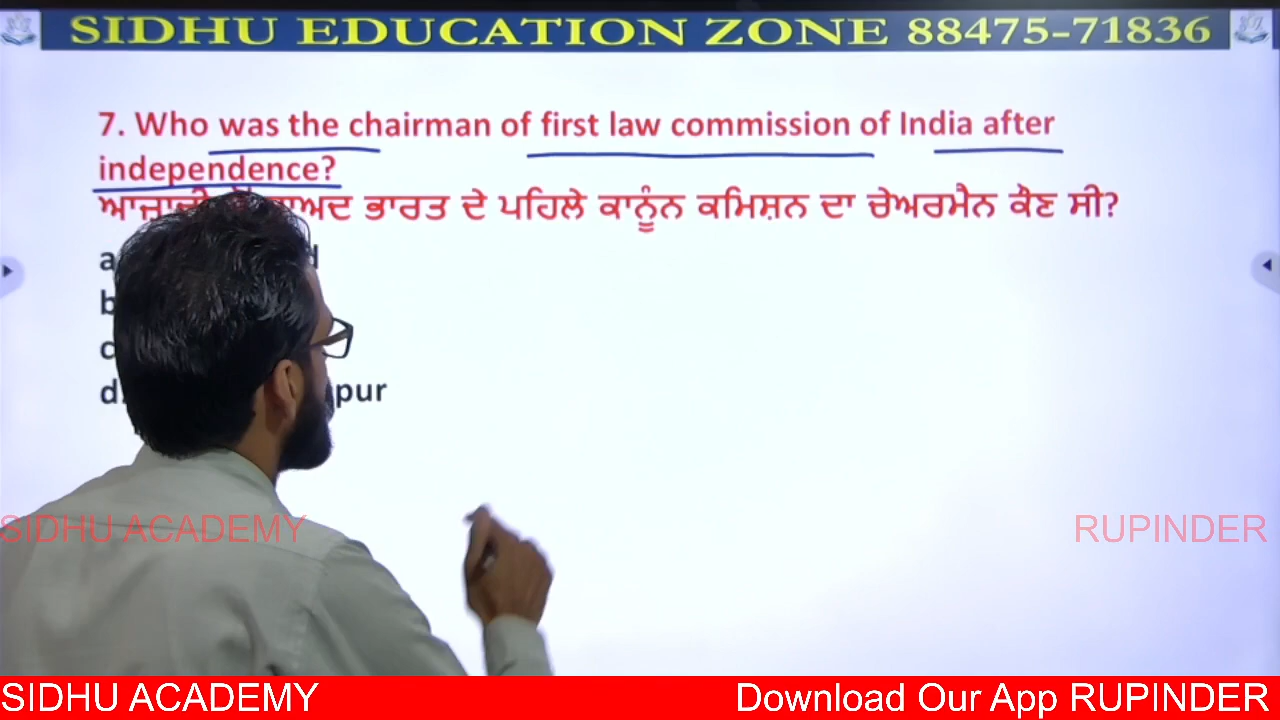 SIDHU EDUCATION ZONE 88475-71836
7. Who was the chairman of first law commission of India after
independence?
ਭਾਰਤ ਦੇ ਪਹਿਲੇ ਕਾਨੂੰਨ ਕਮਿਸ਼ਨ ਦਾ ਚੇਅਰਮੈਨ ਕੌਣ ਸੀ?
SIDHU ACADEMY
RUPINDER
SIDHU ACADEMY
Download Our App RUPINDER